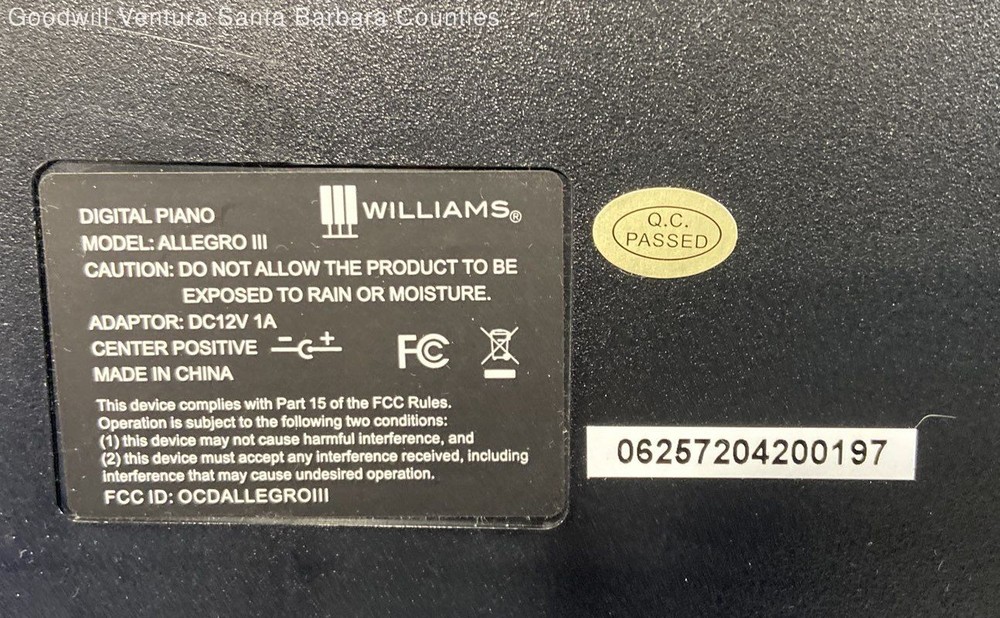 Goodwill Ventura Santa Barbara Counties
DIGITAL PIANO
WILLIAMS®
MODEL: ALLEGRO III
CAUTION: DO NOT ALLOW THE PRODUCT TO BE
EXPOSED TO RAIN OR MOISTURE.
ADAPTOR: DC12V 1A
CENTER POSITIVE - +
FC
MADE IN CHINA
This device complies with Part 15 of the FCC Rules.
Operation is subject to the following two conditions:
(1) this device may not cause harmful interference, and
(2) this device must accept any interference received, including
interference that may cause undesired operation.
FCC ID: OCDALLEGROIII
Q.C.
PASSED
06257204200197